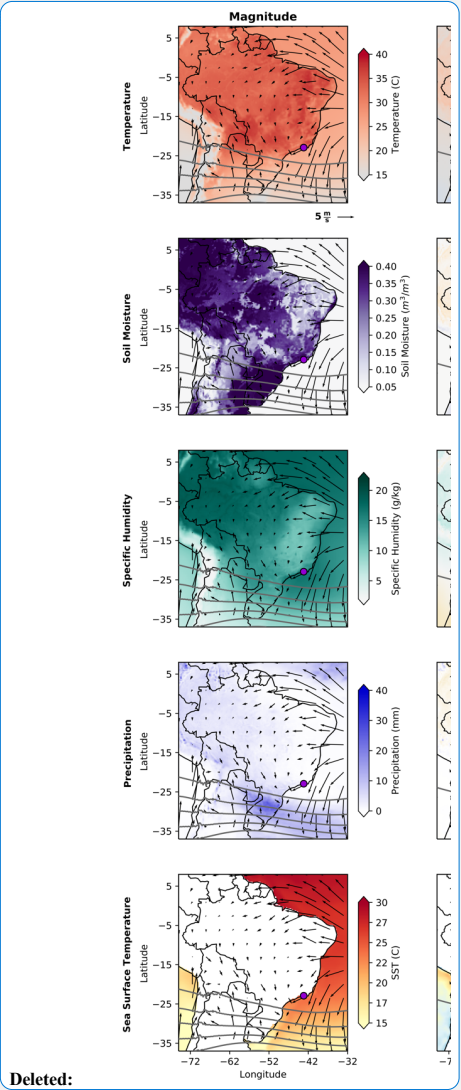 Magnitude
5
−5
−15
−25
−35
Temperature
Latitude
40
35
30
25
20
15
Temperature (C)
5 m/s
5
−5
−15
−25
−35
Soil Moisture
Latitude
0.40
0.35
0.30
0.25
0.20
0.15
0.10
0.05
Soil Moisture (m³/m³)
5
−5
−15
−25
−35
Specific Humidity
Latitude
20
15
10
5
Specific Humidity (g/kg)
5
−5
−15
−25
−35
Precipitation
Latitude
40
30
20
10
0
Precipitation (mm)
5
−5
−15
−25
−35
Sea Surface Temperature
Latitude
30
27
25
22
20
17
15
SST (C)
−72 −62 −52 −42 −32
Longitude
−7
Deleted: